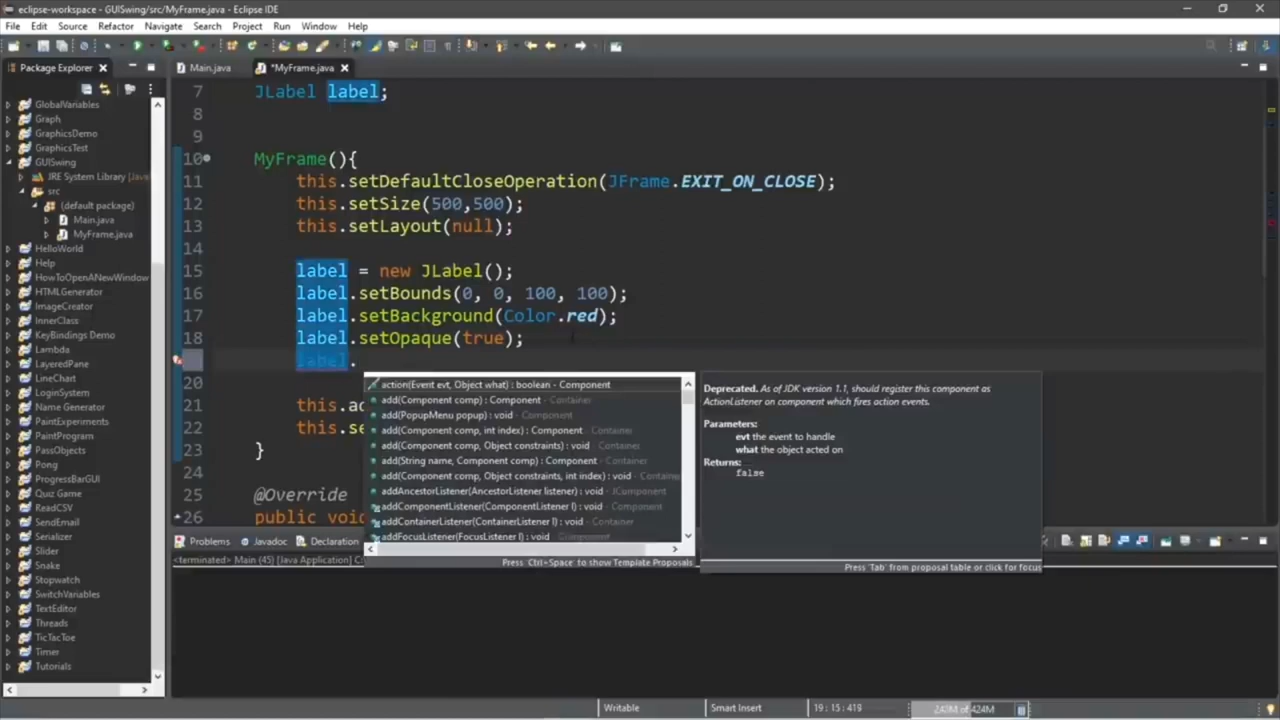 eclipse-workspace - GUISwing/src/MyFrame.java - Eclipse IDE
File Edit Source Refactor Navigate Search Project Run Window Help
Package Explorer
Main.java
*MyFrame.java
GlobalVariables
Graph
GraphicsDemo
GraphicsTest
GUISwing
JRE System Library [Java
src
(default package)
Main.java
MyFrame.java
HelloWorld
Help
HowToOpenANewWindow
HTMLGenerator
ImageCreator
InnerClass
KeyBindings Demo
Lambda
LayeredPane
LineChart
LoginSystem
Name Generator
PaintExperiments
PaintProgram
PassObjects
Pong
ProgressBarGUI
Quiz Game
ReadCSV
SendEmail
Serializer
Slider
Snake
Stopwatch
SwitchVariables
TextEditor
Threads
TicTacToe
Timer
Tutorials
7 JLabel label;
8
9
10 MyFrame(){
11 this.setDefaultCloseOperation(JFrame.EXIT_ON_CLOSE);
12 this.setSize(500,500);
13 this.setLayout(null);
14
15 label = new JLabel();
16 label.setBounds(0, 0, 100, 100);
17 label.setBackground(Color.red);
18 label.setOpaque(true);
label.
20
21 this.ad
22 this.se
23 }
24
25 @Override
26 public void
action(Event evt, Object what) : boolean - Component
add(Component comp) : Component - Container
add(PopupMenu popup) : void - Component
add(Component comp, int index) : Component - Container
add(Component comp, Object constraints) : void - Container
add(String name, Component comp) : Component - Container
add(Component comp, Object constraints, int index) : void - Containe
addAncestorListener(AncestorListener listener) : void - JComponent
addComponentListener(ComponentListener l) : void - Component
addContainerListener(ContainerListener l) : void - Container
addFocusListener(FocusListener l) : void - Component
Press 'Ctrl+Space' to show Template Proposals
Deprecated. As of JDK version 1.1, should register this component as
ActionListener on component which fires action events.
Parameters:
evt the event to handle
what the object acted on
Returns:
false
Press 'Tab' from proposal table or click for focus
Problems Javadoc Declaration
<terminated> Main (45) [Java Application] C:
Writable Smart Insert 19 : 15 : 419